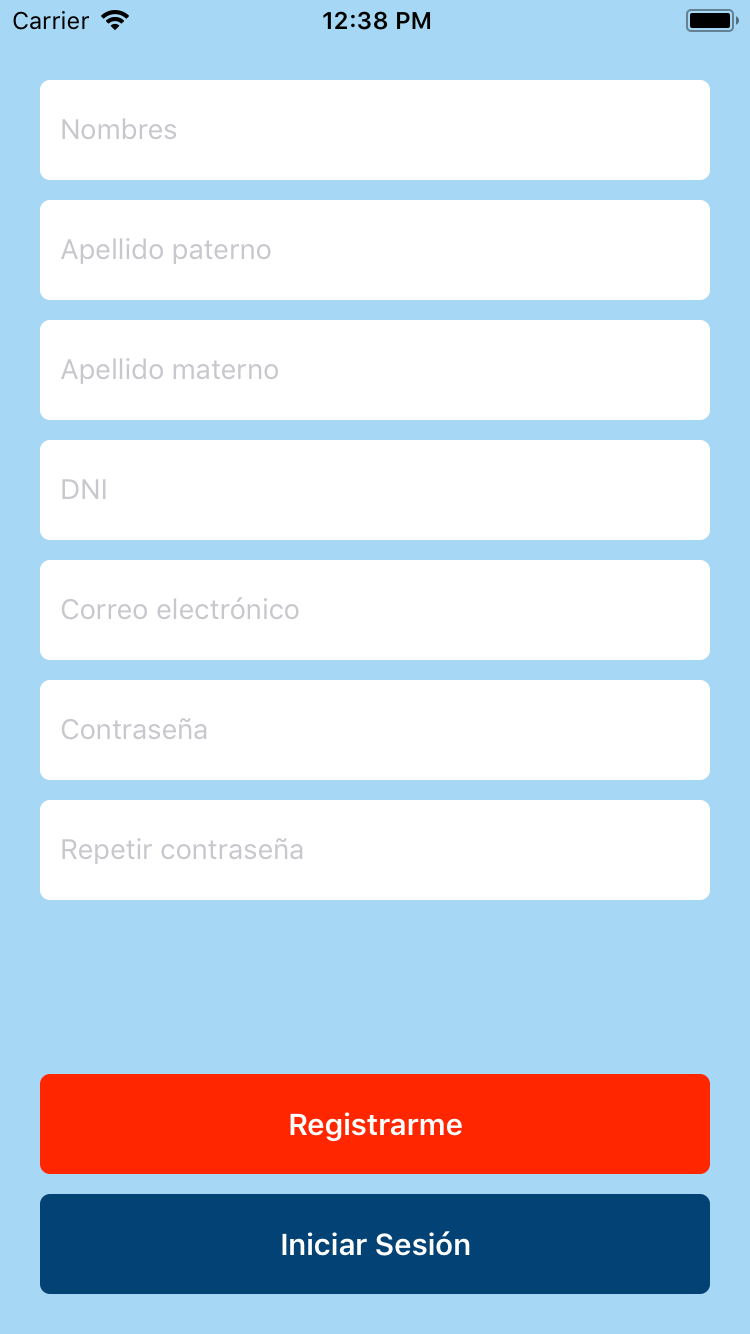 Carrier 12:38 PM
Nombres
Apellido paterno
Apellido materno
DNI
Correo electrónico
Contraseña
Repetir contraseña
Registrarme
Iniciar Sesión